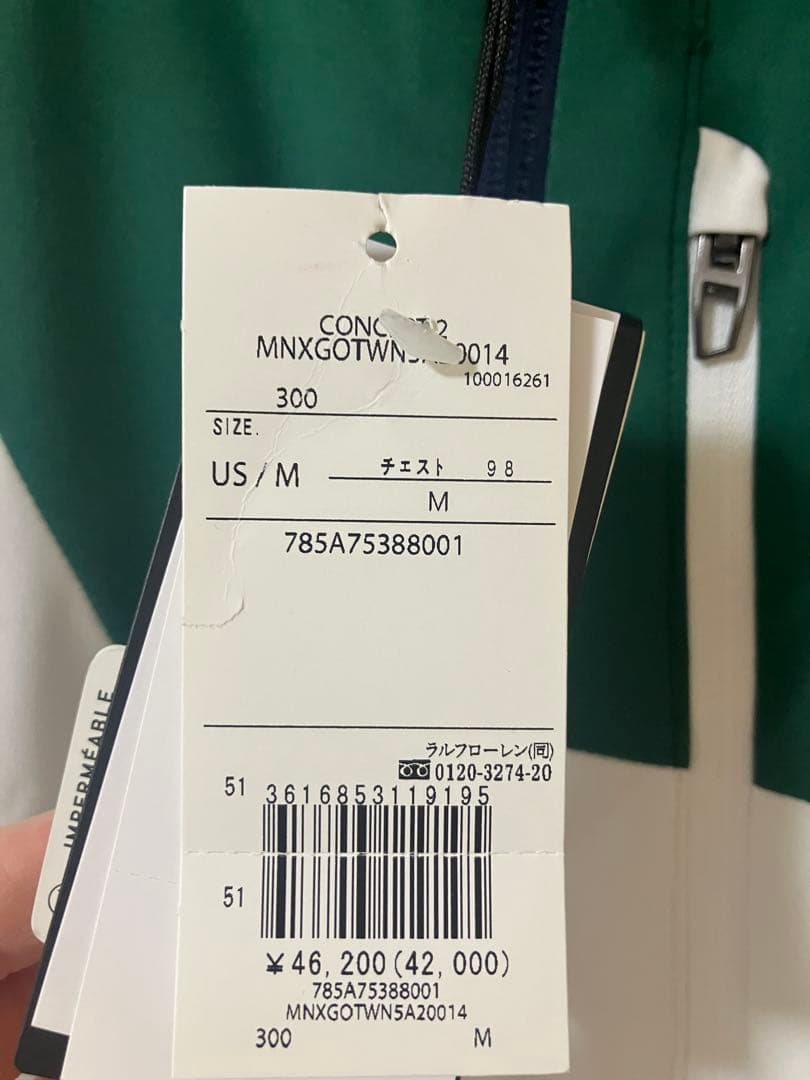 MNXGOTWN5A20014
100016261
300
SIZE.
US/M
チェスト 98
M
785A75388001
ラルフローレン(同)
0120-3274-20
51
3616853119195
51
¥46,200(42,000)
785A75388001
MNXGOTWN5A20014
300 M
IMPERMÉABLE